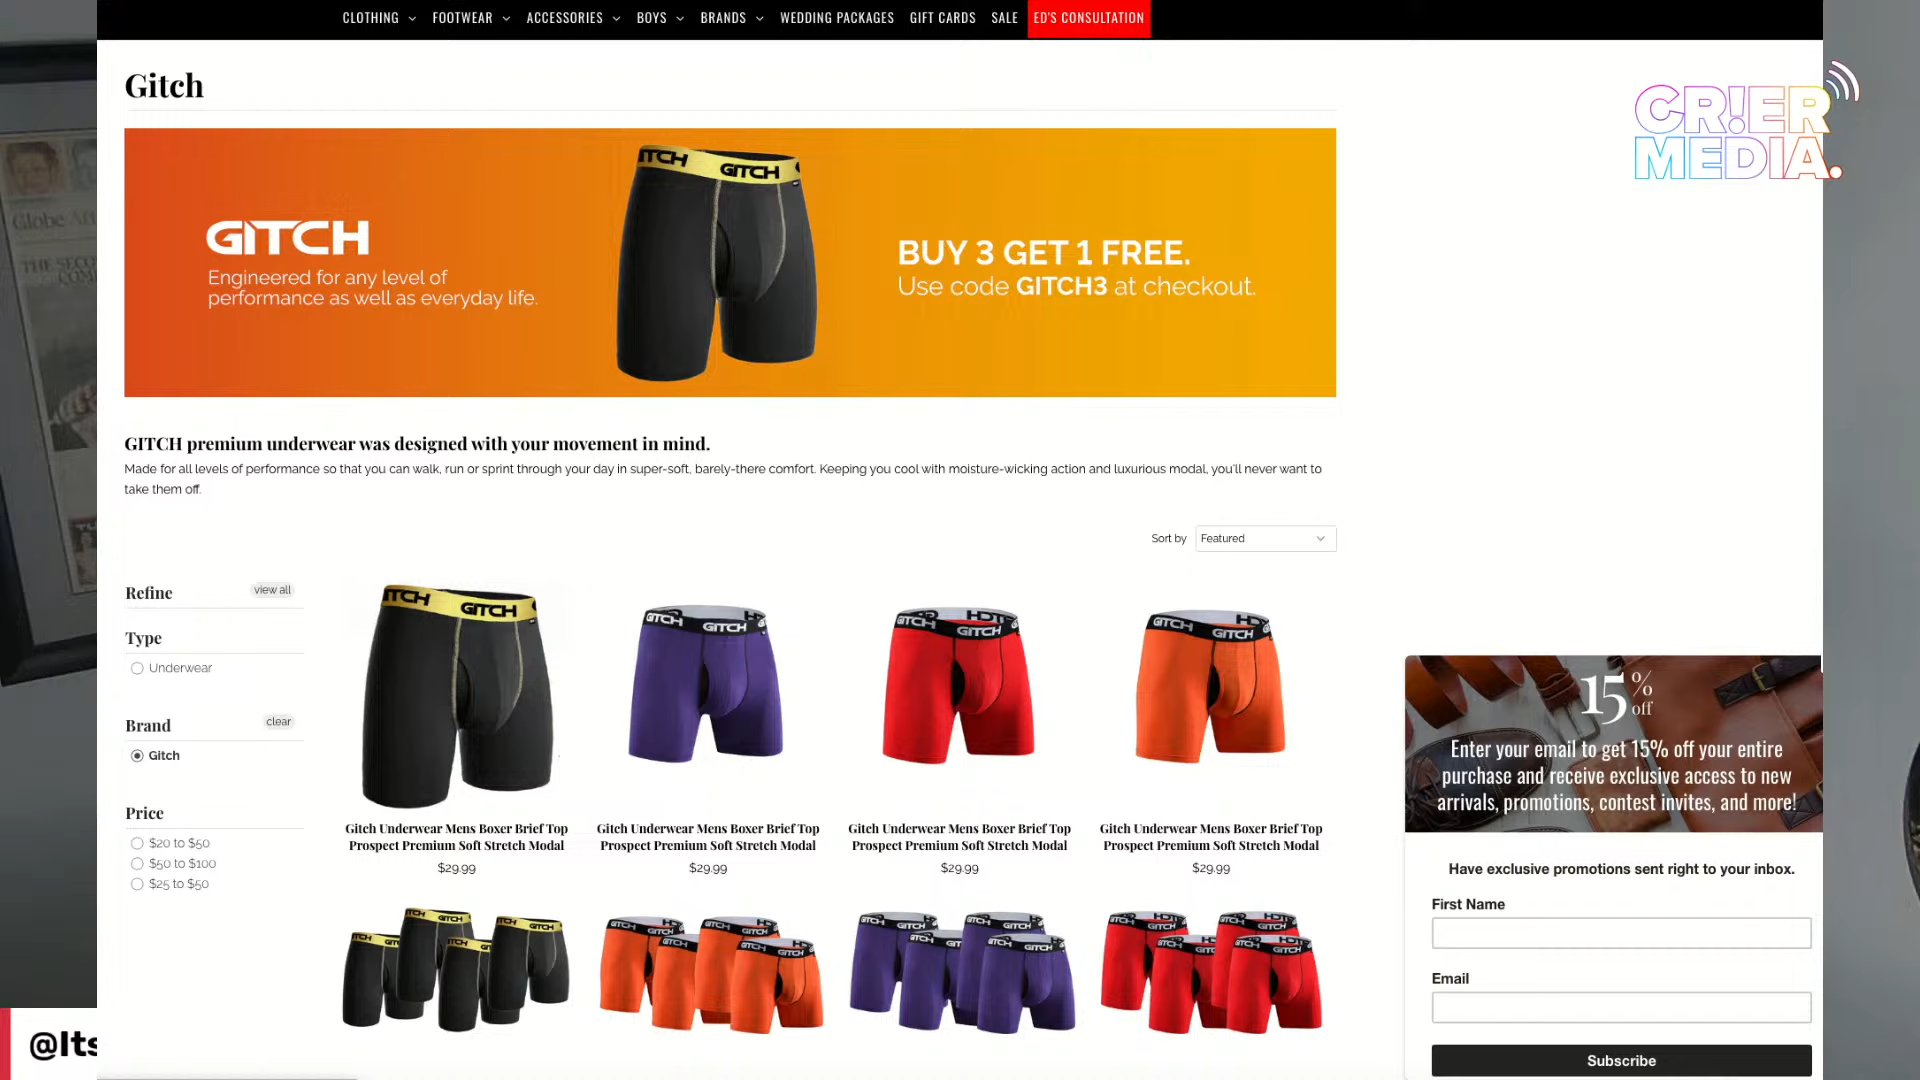 CLOTHING FOOTWEAR ACCESSORIES BOYS BRANDS WEDDING PACKAGES GIFT CARDS SALE ED'S CONSULTATION
Gitch
CR!ER
MEDIA.
ITCH GITCH
GITCH
Engineered for any level of
performance as well as everyday life.
BUY 3 GET 1 FREE.
Use code GITCH3 at checkout.
GITCH premium underwear was designed with your movement in mind.
Made for all levels of performance so that you can walk, run or sprint through your day in super-soft, barely-there comfort. Keeping you cool with moisture-wicking action and luxurious modal, you'll never want to
take them off.
Sort by Featured
Refine view all
Type
Underwear
Brand clear
Gitch
Price
$20 to $50
$50 to $100
$25 to $50
ITCH GITCH
GITCH GITCH
GITCH GITCH
GITCH GITCH
Gitch Underwear Mens Boxer Brief Top
Prospect Premium Soft Stretch Modal
$29.99
Gitch Underwear Mens Boxer Brief Top
Prospect Premium Soft Stretch Modal
$29.99
Gitch Underwear Mens Boxer Brief Top
Prospect Premium Soft Stretch Modal
$29.99
Gitch Underwear Mens Boxer Brief Top
Prospect Premium Soft Stretch Modal
$29.99
15% off
Enter your email to get 15% off your entire
purchase and receive exclusive access to new
arrivals, promotions, contest invites, and more!
Have exclusive promotions sent right to your inbox.
First Name
Email
Subscribe
@Its